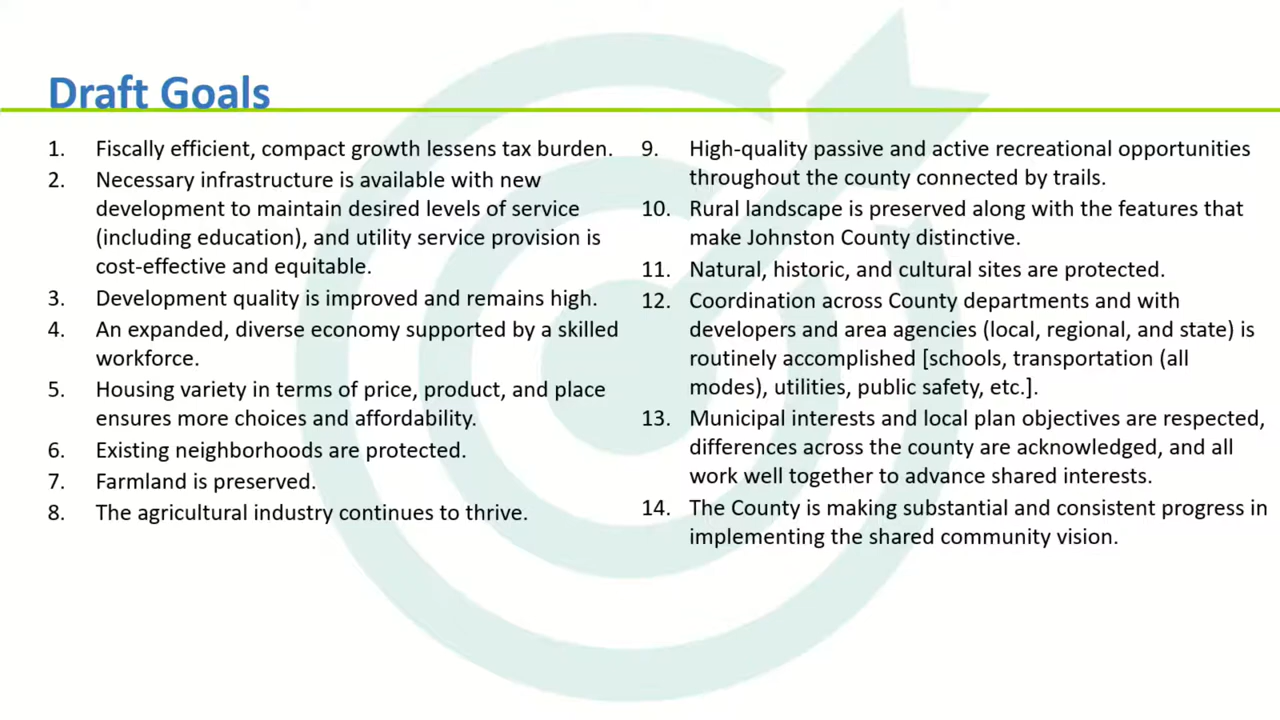 Draft Goals
1. Fiscally efficient, compact growth lessens tax burden.
2. Necessary infrastructure is available with new
development to maintain desired levels of service
(including education), and utility service provision is
cost-effective and equitable.
3. Development quality is improved and remains high.
4. An expanded, diverse economy supported by a skilled
workforce.
5. Housing variety in terms of price, product, and place
ensures more choices and affordability.
6. Existing neighborhoods are protected.
7. Farmland is preserved.
8. The agricultural industry continues to thrive.
9. High-quality passive and active recreational opportunities
throughout the county connected by trails.
10. Rural landscape is preserved along with the features that
make Johnston County distinctive.
11. Natural, historic, and cultural sites are protected.
12. Coordination across County departments and with
developers and area agencies (local, regional, and state) is
routinely accomplished [schools, transportation (all
modes), utilities, public safety, etc.].
13. Municipal interests and local plan objectives are respected,
differences across the county are acknowledged, and all
work well together to advance shared interests.
14. The County is making substantial and consistent progress in
implementing the shared community vision.